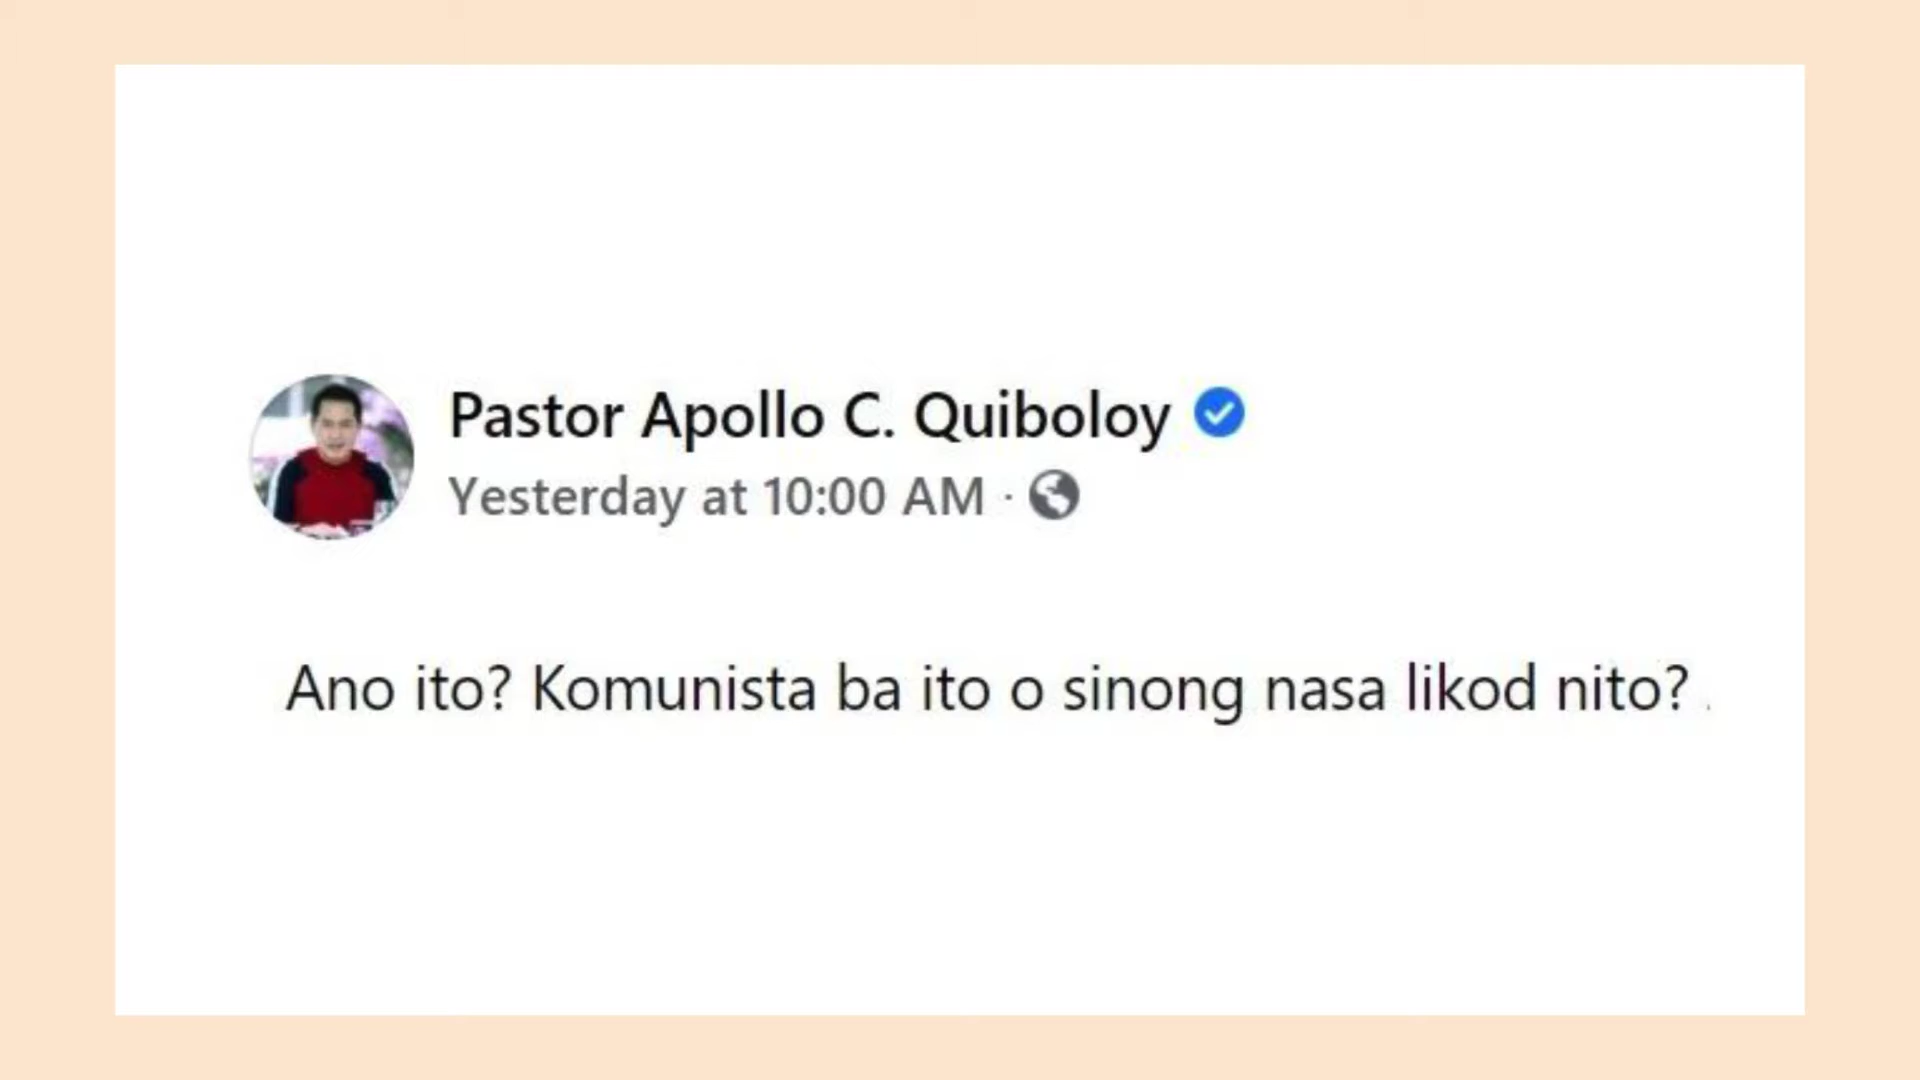 Pastor Apollo C. Quiboloy
Yesterday at 10:00 AM ·
Ano ito? Komunista ba ito o sinong nasa likod nito?